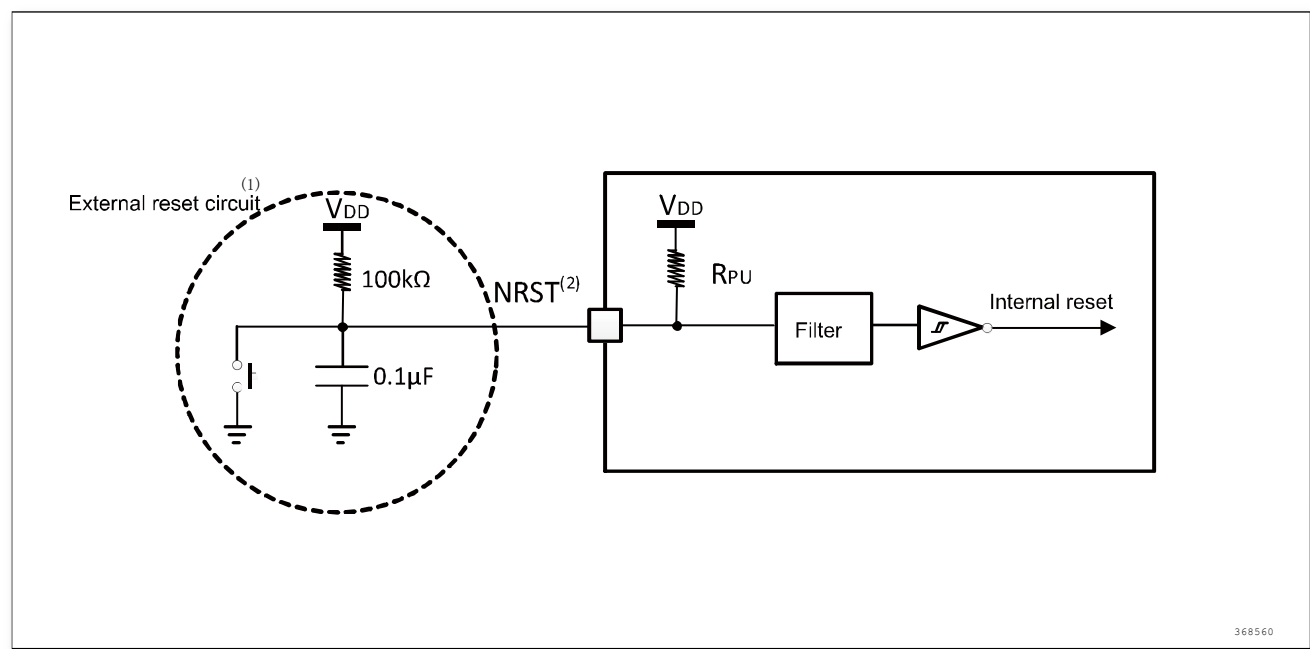 (1)
External reset circuit
VDD
VDD
100kΩ
RPU
NRST(2)
Internal reset
Filter
0.1µF
368560